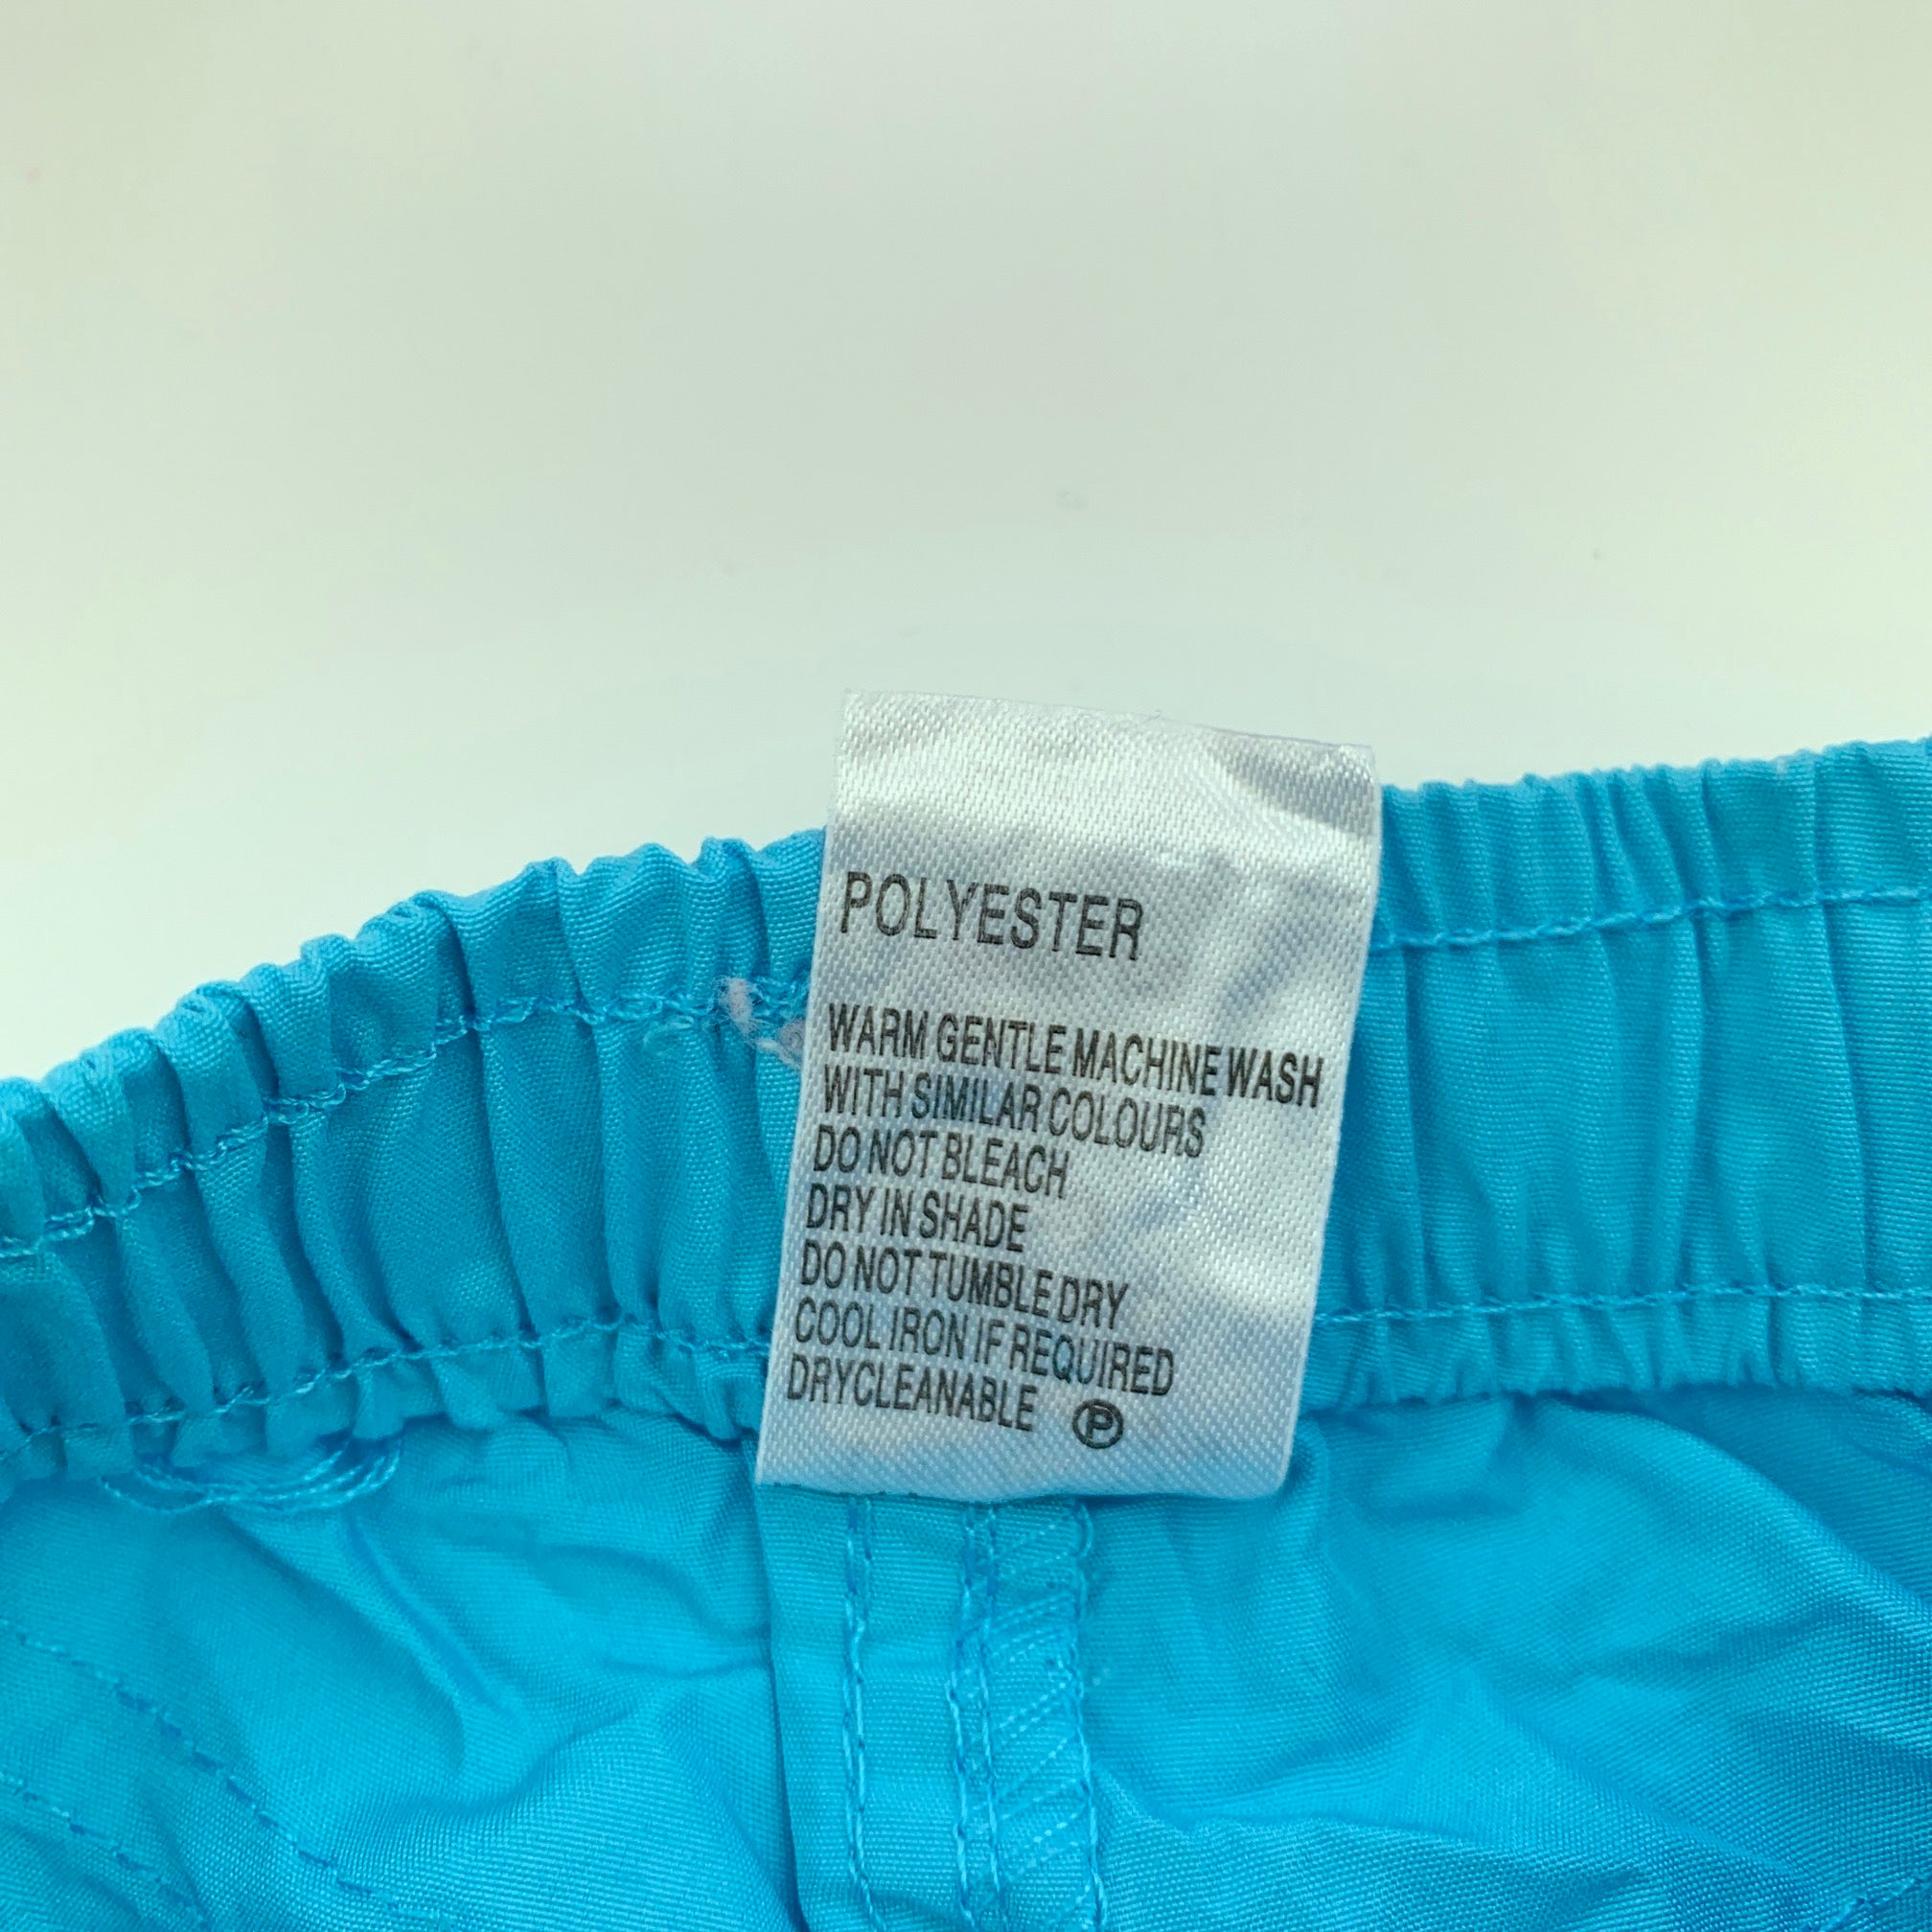 POLYESTER
WARM GENTLE MACHINE WASH
WITH SIMILAR COLOURS
DO NOT BLEACH
DRY IN SHADE
DO NOT TUMBLE DRY
COOL IRON IF REQUIRED
DRYCLEANABLE Ⓟ